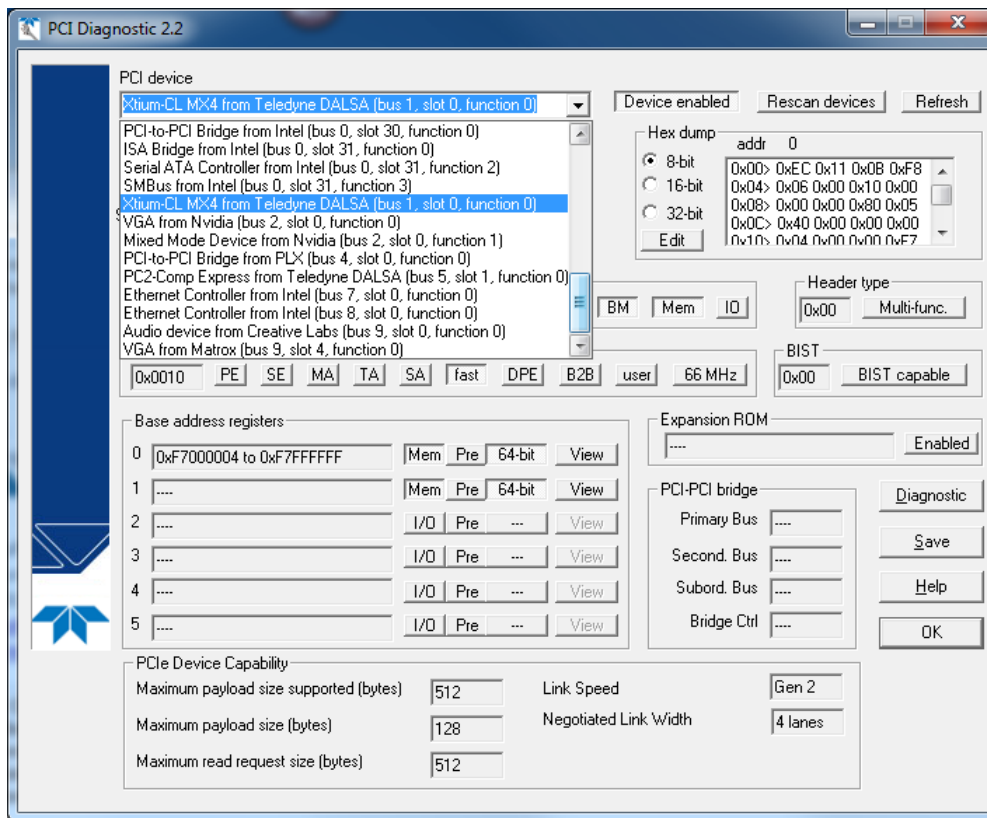 PCI Diagnostic 2.2
PCI device
Xtium-CL MX4 from Teledyne DALSA (bus 1, slot 0, function 0)
Device enabled Rescan devices Refresh
PCI-to-PCI Bridge from Intel (bus 0, slot 30, function 0)
ISA Bridge from Intel (bus 0, slot 31, function 0)
Serial ATA Controller from Intel (bus 0, slot 31, function 2)
SMBus from Intel (bus 0, slot 31, function 3)
Xtium-CL MX4 from Teledyne DALSA (bus 1, slot 0, function 0)
VGA from Nvidia (bus 2, slot 0, function 0)
Mixed Mode Device from Nvidia (bus 2, slot 0, function 1)
PCI-to-PCI Bridge from PLX (bus 4, slot 0, function 0)
PC2-Comp Express from Teledyne DALSA (bus 5, slot 1, function 0)
Ethernet Controller from Intel (bus 7, slot 0, function 0)
Ethernet Controller from Intel (bus 8, slot 0, function 0)
Audio device from Creative Labs (bus 9, slot 0, function 0)
VGA from Matrox (bus 9, slot 4, function 0)
Hex dump
addr 0
8-bit
16-bit
32-bit
Edit
0x00> 0xEC 0x11 0x0B 0xF8
0x04> 0x06 0x00 0x10 0x00
0x08> 0x00 0x00 0x80 0x05
0x0C> 0x40 0x00 0x00 0x00
0x10> 0x04 0x00 0x00 0xF7
BM Mem IO
Header type
0x00 Multi-func.
0x0010 PE SE MA TA SA fast DPE B2B user 66 MHz
BIST
0x00 BIST capable
Base address registers
0 0xF7000004 to 0xF7FFFFFF Mem Pre 64-bit View
1 ---- Mem Pre 64-bit View
2 ---- I/O Pre --- View
3 ---- I/O Pre --- View
4 ---- I/O Pre --- View
5 ---- I/O Pre --- View
Expansion ROM
---- Enabled
PCI-PCI bridge
Primary Bus ----
Second. Bus ----
Subord. Bus ----
Bridge Ctrl ----
Diagnostic
Save
Help
OK
PCIe Device Capability
Maximum payload size supported (bytes) 512
Maximum payload size (bytes) 128
Maximum read request size (bytes) 512
Link Speed Gen 2
Negotiated Link Width 4 lanes